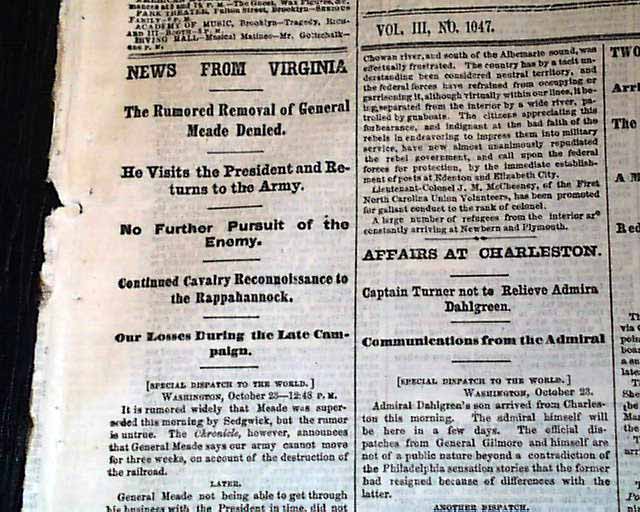 PARK THEATER, Fulton Street, Brooklyn—
FAMILY—P. M.
ACADEMY OF MUSIC, Brooklyn—Tragedy,
ARD III—BOOTH—8 P. M.
IRVING HALL—Musical Matinee—Mr. Gottschalk—
P. M.
NEWS FROM VIRGINIA
The Rumored Removal of General
Meade Denied.
He Visits the President and Re-
turns to the Army.
No Further Pursuit of the
Enemy.
Continued Cavalry Reconnoissance to
the Rappahannock.
Our Losses During the Late Cam-
paign.
[SPECIAL DISPATCH TO THE WORLD.]
WASHINGTON, October 23—12:48 P. M.
It is rumored widely that Meade was super-
seded this morning by Sedgwick, but the rumor
is untrue. The Chronicle, however, announces
that General Meade says our army cannot move
for three weeks, on account of the destruction of
the railroad.
LATER.
General Meade not being able to get through
his business with the President in time, did not
VOL. III, NO. 1047.
Chowan river, and south of the Albemarle sound, was
effectually frustrated. The country has by a tacit un-
derstanding been considered neutral territory, and
the federal forces have refrained from occupying or
garrisoning it, although virtually within our lines, it be-
ing separated from the interior by a wide river, pa-
trolled by gunboats. The citizens appreciating this
forbearance, and indignant at the bad faith of the
rebels in endeavoring to impress them into military
service, have now almost unanimously repudiated
the rebel government, and call upon the federal
forces for protection, by the immediate establish-
ment of posts at Edenton and Elizabeth City.
Lieutenant-Colonel J. M. McChesney, of the First
North Carolina Union Volunteers, has been promoted
for gallant conduct to the rank of colonel.
A large number of refugees from the interior are
constantly arriving at Newbern and Plymouth.
AFFAIRS AT CHARLESTON.
Captain Turner not to Relieve Admira
Dahlgreen.
Communications from the Admiral
[SPECIAL DISPATCH TO THE WORLD.]
WASHINGTON, October 23.
Admiral Dahlgren's son arrived from Charles-
ton this morning. The admiral himself will
be here in a few days. The official dis-
patches from General Gilmore and himself are
not of a public nature beyond a contradiction of
the Philadelphia sensation stories that the former
had resigned because of differences with the
latter.
ANOTHER DISPATCH.
TWO
Arri
The
A M
Red